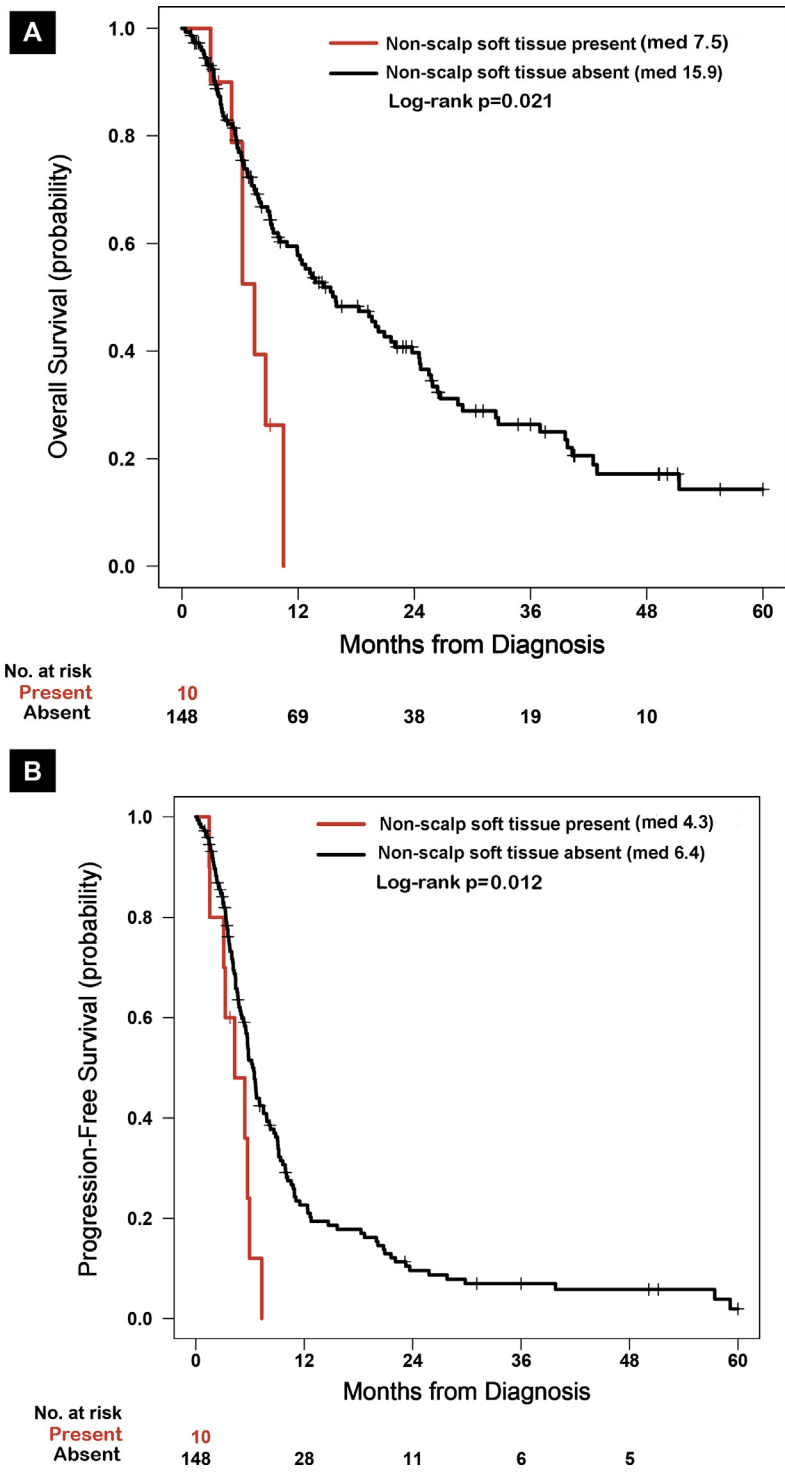 A
Non-scalp soft tissue present (med 7.5)
Non-scalp soft tissue absent (med 15.9)
Log-rank p=0.021
Overall Survival (probability)
1.0
0.8
0.6
0.4
0.2
0.0
0 12 24 36 48 60
Months from Diagnosis
No. at risk
Present 10
Absent 148 69 38 19 10
B
Non-scalp soft tissue present (med 4.3)
Non-scalp soft tissue absent (med 6.4)
Log-rank p=0.012
Progression-Free Survival (probability)
1.0
0.8
0.6
0.4
0.2
0.0
0 12 24 36 48 60
Months from Diagnosis
No. at risk
Present 10
Absent 148 28 11 6 5